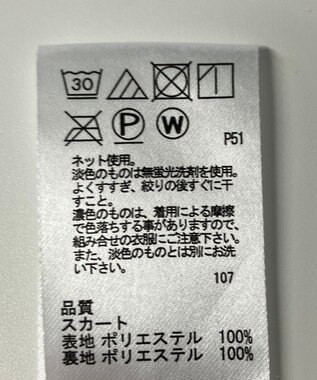 30
P W
P51
ネット使用。
淡色のものは無蛍光洗剤を使用。
よくすすぎ、絞りの後すぐに干
すこと。
濃色のものは、着用による摩擦
で色落ちする事がありますので、
組み合せの衣服にご注意下さい。
また、淡色のものとは別にお洗
い下さい。
107
品質
スカート
表地 ポリエステル 100%
裏地 ポリエステル 100%